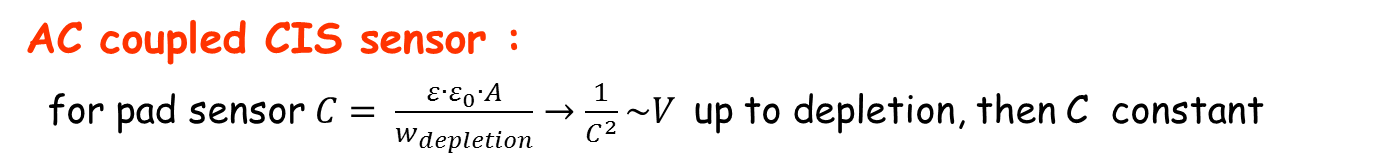 AC coupled CIS sensor :
for pad sensor C = ε·ε₀·A / w_depletion → 1 / C² ~V up to depletion, then C constant